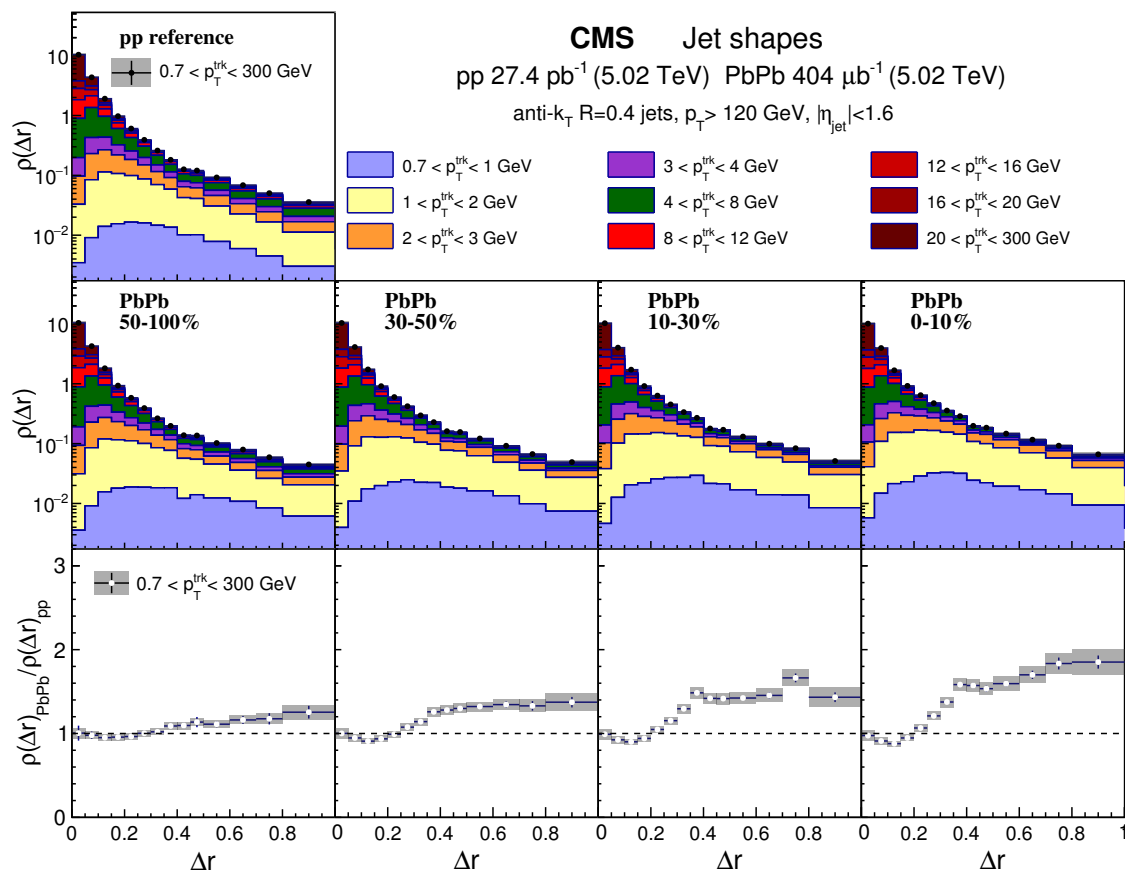 pp reference
0.7 < p_T^trk < 300 GeV
CMS Jet shapes
pp 27.4 pb⁻¹ (5.02 TeV) PbPb 404 μb⁻¹ (5.02 TeV)
anti-k_T R=0.4 jets, p_T > 120 GeV, |η_jet|<1.6
0.7 < p_T^trk < 1 GeV
3 < p_T^trk < 4 GeV
12 < p_T^trk < 16 GeV
1 < p_T^trk < 2 GeV
4 < p_T^trk < 8 GeV
16 < p_T^trk < 20 GeV
2 < p_T^trk < 3 GeV
8 < p_T^trk < 12 GeV
20 < p_T^trk < 300 GeV
ρ(Δr)
10
1
10⁻¹
10⁻²
PbPb
50-100%
PbPb
30-50%
PbPb
10-30%
PbPb
0-10%
ρ(Δr)
10
1
10⁻¹
10⁻²
0.7 < p_T^trk < 300 GeV
ρ(Δr)_PbPb/ρ(Δr)_pp
3
2
1
0
0 0.2 0.4 0.6 0.8
0 0.2 0.4 0.6 0.8
0 0.2 0.4 0.6 0.8
0 0.2 0.4 0.6 0.8 1
Δr
Δr
Δr
Δr